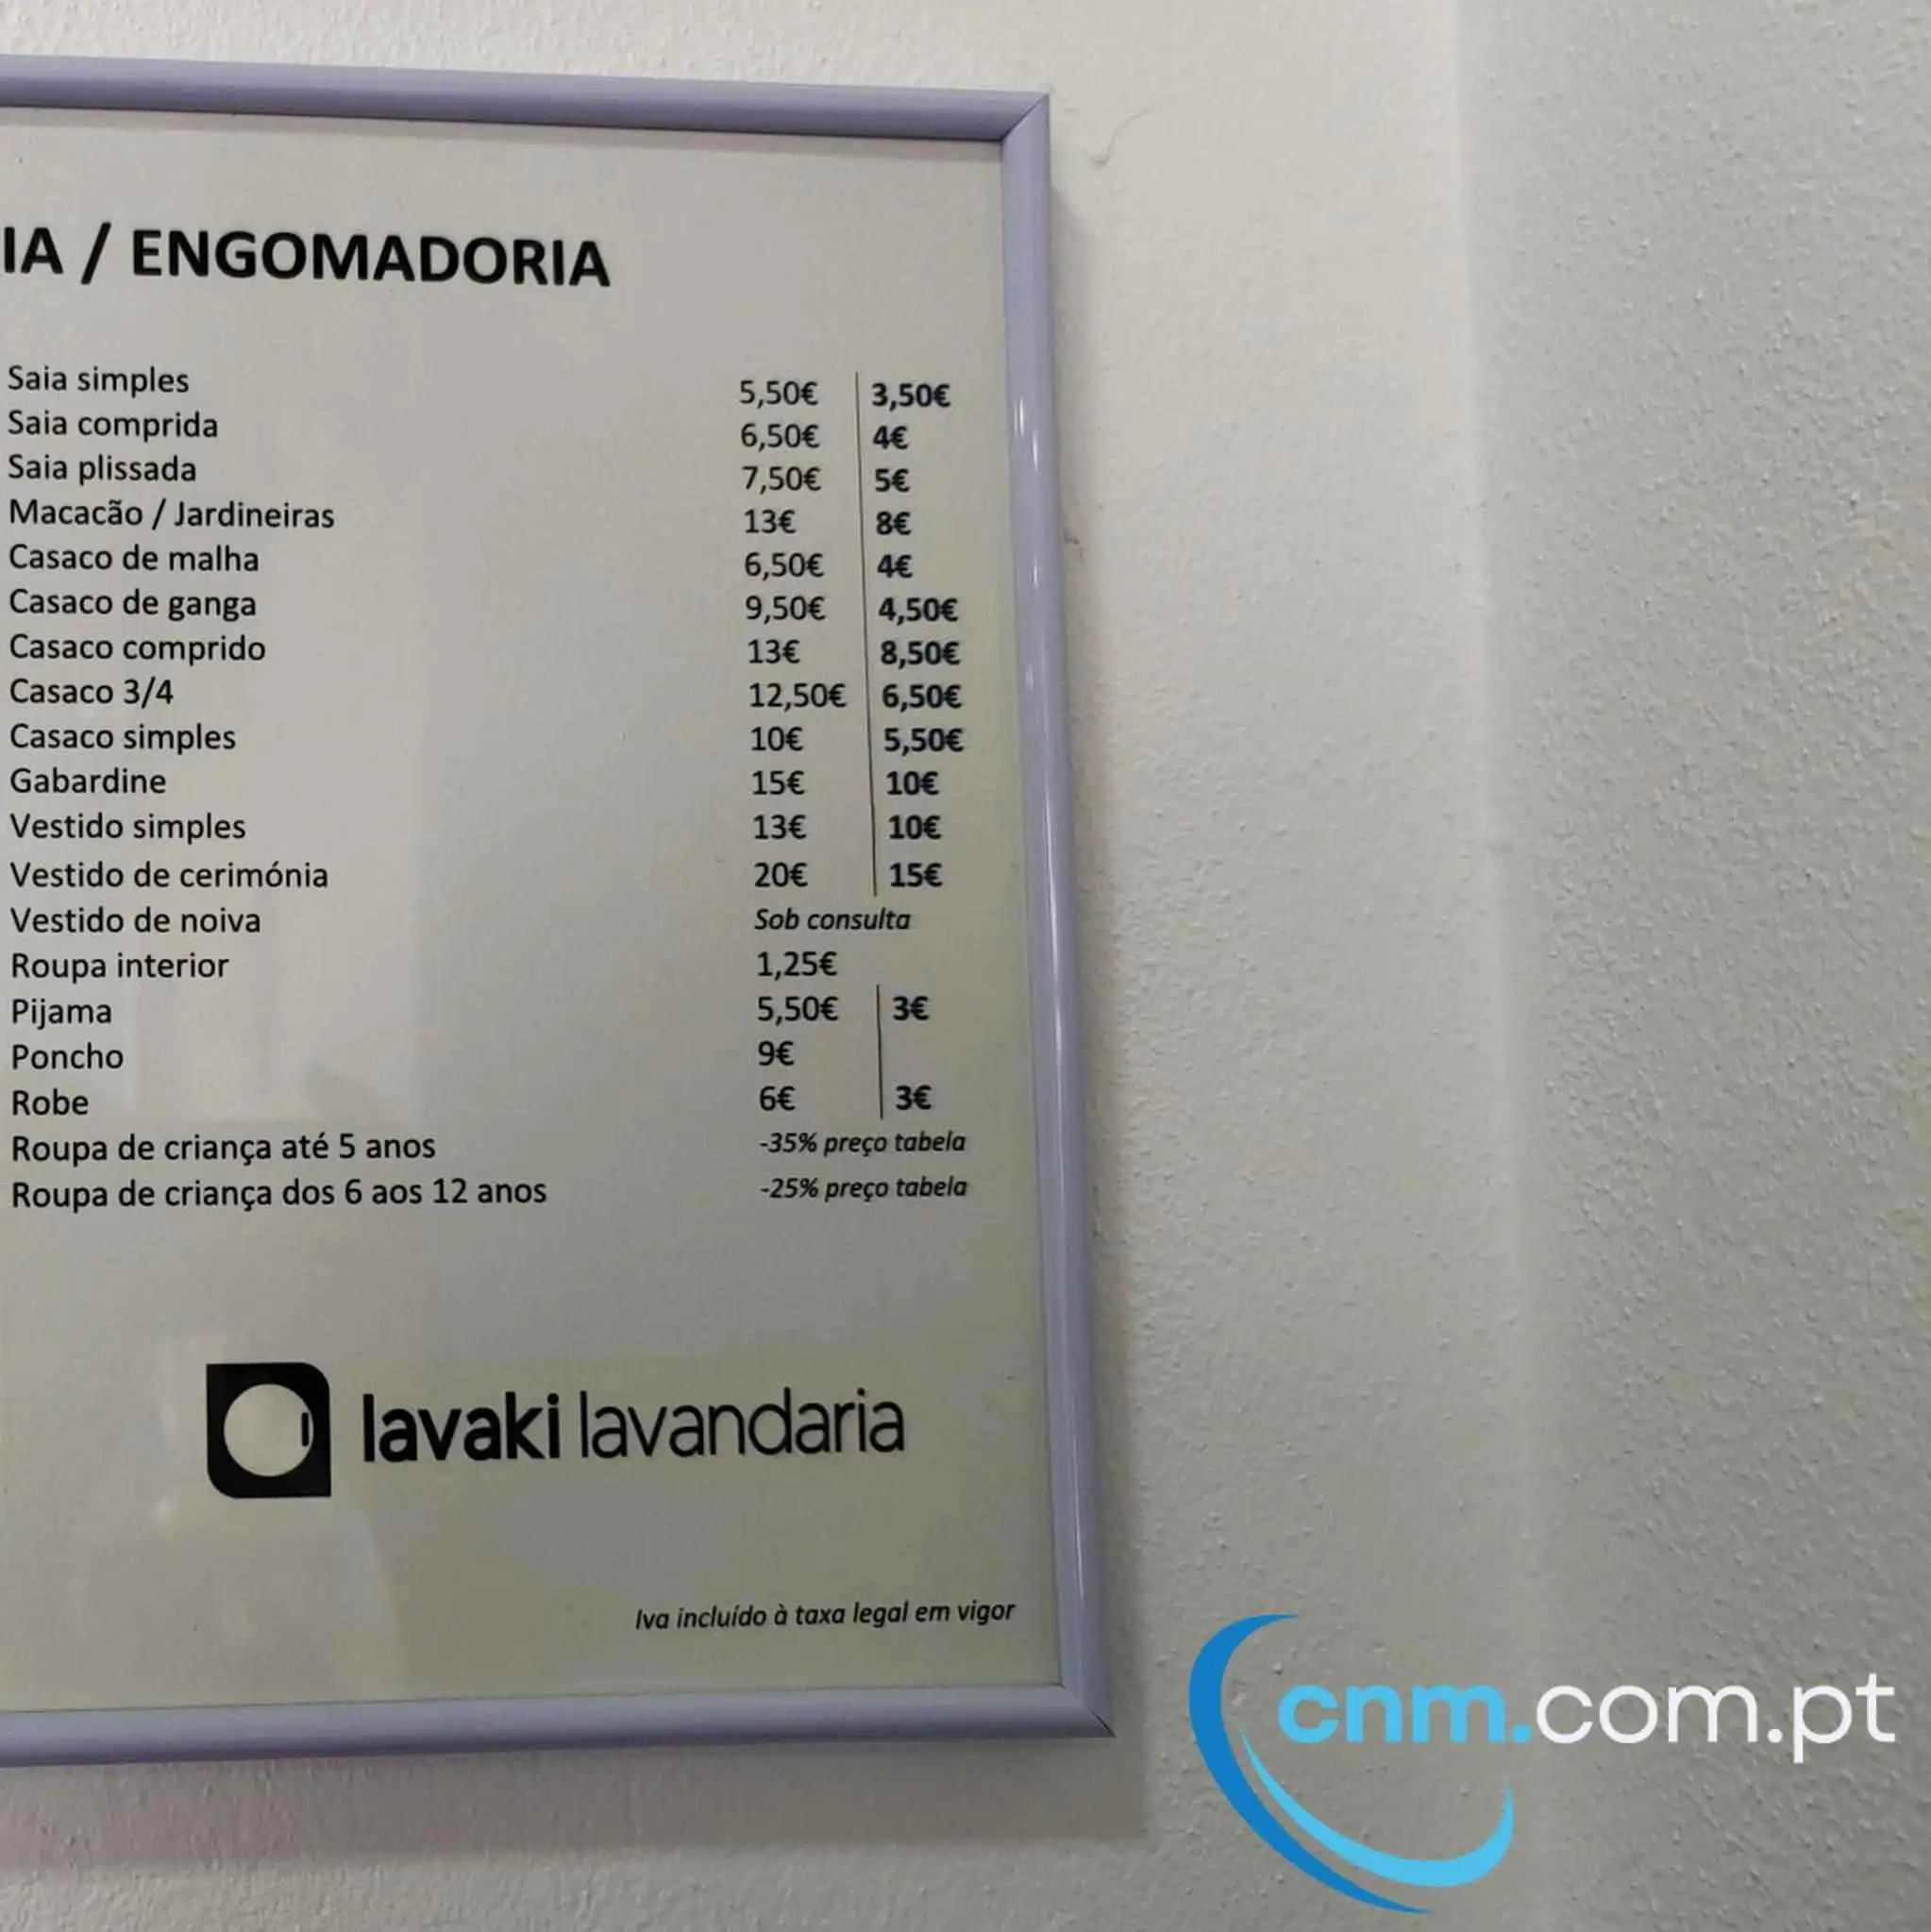 IA / ENGOMADORIA
Saia simples 5,50€ 3,50€
Saia comprida 6,50€ 4€
Saia plissada 7,50€ 5€
Macacão / Jardineiras 13€ 8€
Casaco de malha 6,50€ 4€
Casaco de ganga 9,50€ 4,50€
Casaco comprido 13€ 8,50€
Casaco 3/4 12,50€ 6,50€
Casaco simples 10€ 5,50€
Gabardine 15€ 10€
Vestido simples 13€ 10€
Vestido de cerimónia 20€ 15€
Vestido de noiva Sob consulta
Roupa interior 1,25€
Pijama 5,50€ 3€
Poncho 9€
Robe 6€ 3€
Roupa de criança até 5 anos -35% preço tabela
Roupa de criança dos 6 aos 12 anos -25% preço tabela
lavaki lavandaria
Iva incluído à taxa legal em vigor
cnm.com.pt